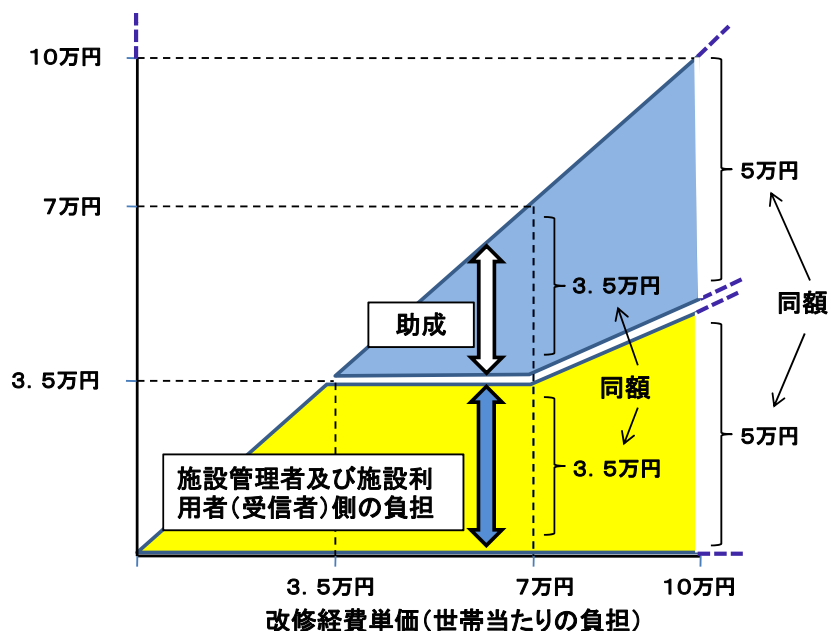 10万円
5万円
7万円
3．5万円
同額
助成
3．5万円
同額
5万円
3．5万円
施設管理者及び施設利
用者（受信者）側の負担
3．5万円
7万円
10万円
改修経費単価（世帯当たりの負担）